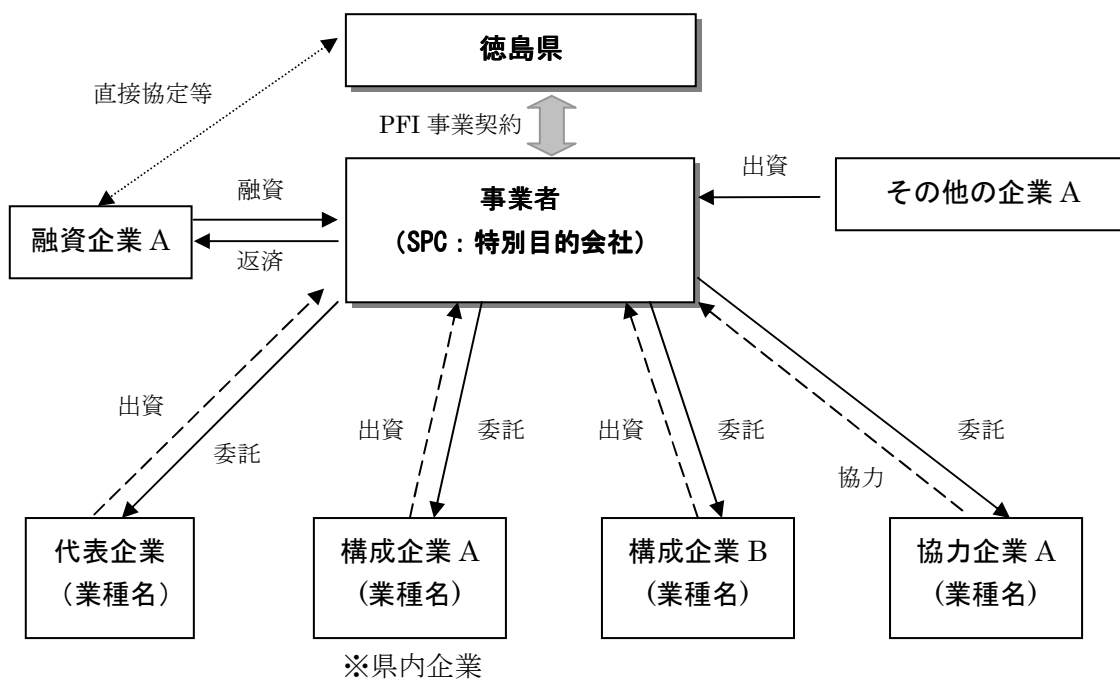 徳島県
直接協定等
PFI 事業契約
出資
融資
事業者
（SPC：特別目的会社）
その他の企業 A
融資企業 A
返済
出資
委託
出資
委託
出資
委託
委託
協力
代表企業
（業種名）
構成企業 A
(業種名)
構成企業 B
(業種名)
協力企業 A
(業種名)
※県内企業